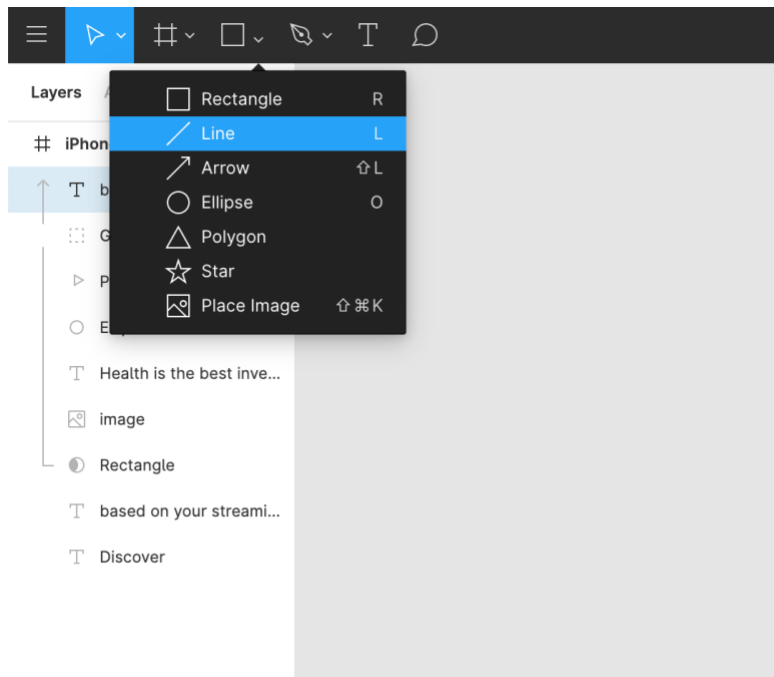 Layers
Rectangle R
Line L
Arrow ⇧L
Ellipse O
Polygon
Star
Place Image ⇧⌘K
Health is the best inve...
image
Rectangle
based on your streami...
Discover